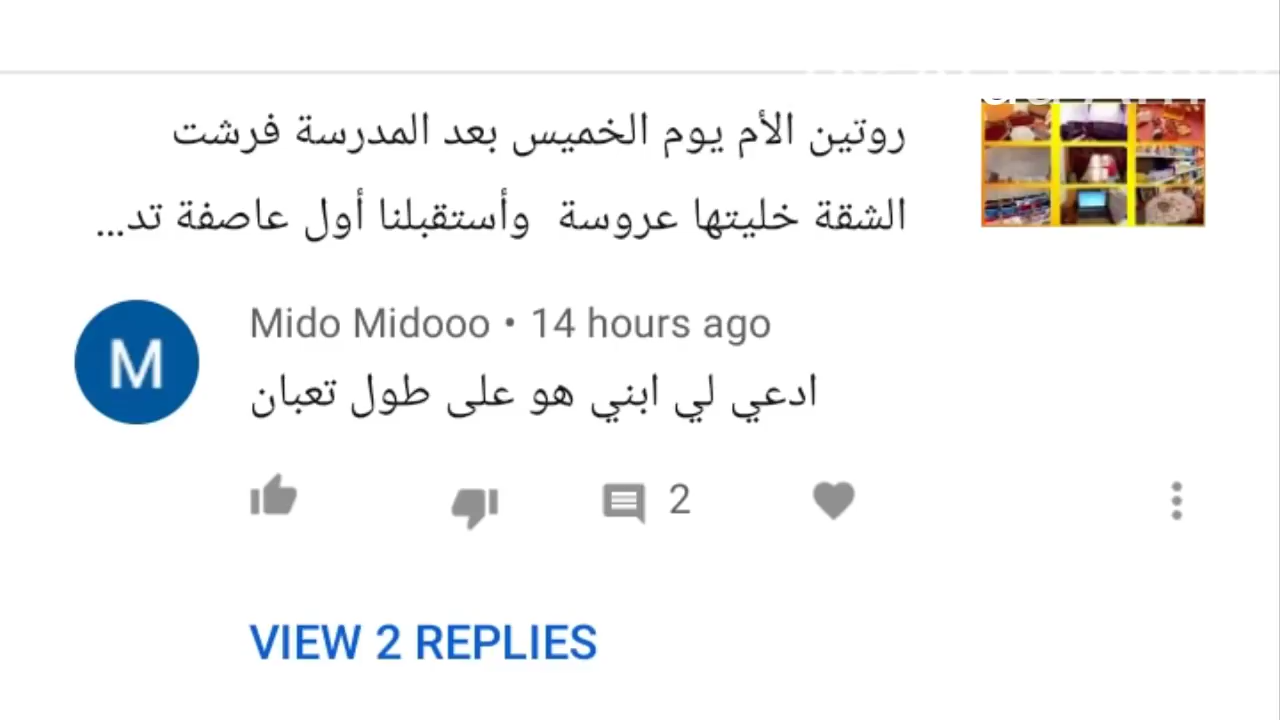 روتين الأم يوم الخميس بعد المدرسة فرشت
الشقة خليتها عروسة وأستقبلنا أول عاصفة تد...
Mido Midooo • 14 hours ago
M
ادعي لي ابني هو على طول تعبان
2
VIEW 2 REPLIES